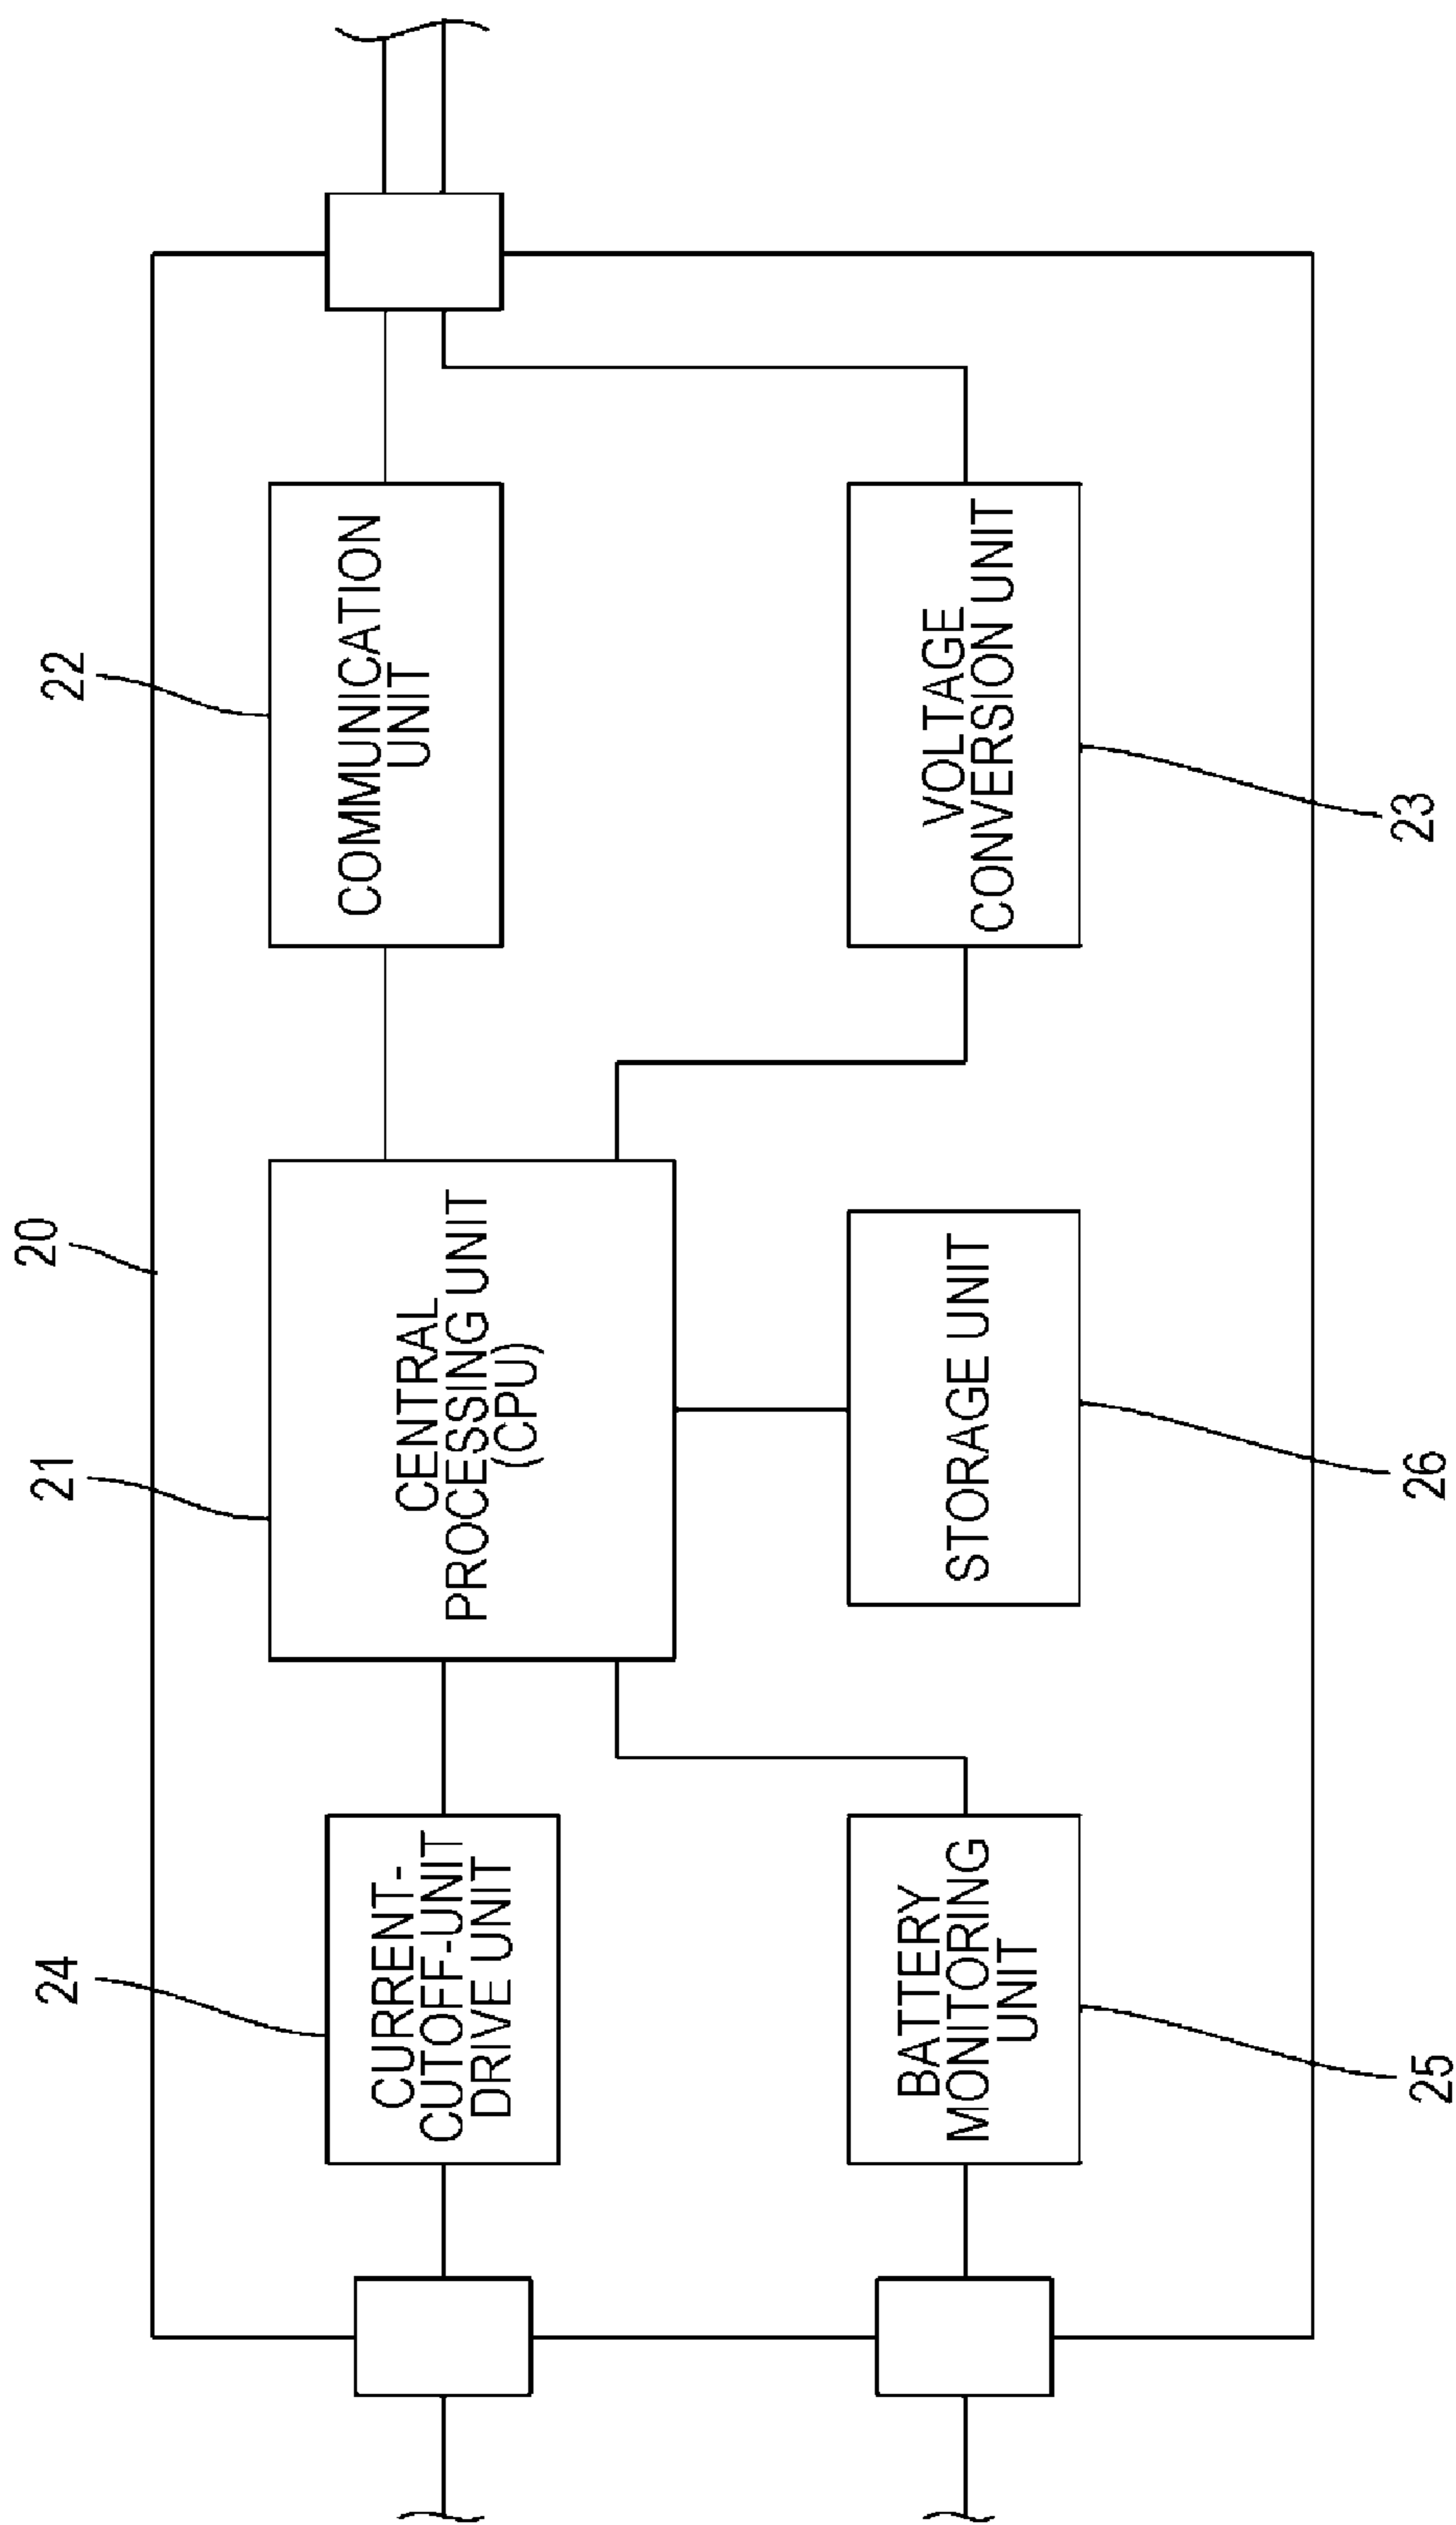 20
24
CURRENT-
CUTOFF-UNIT
DRIVE UNIT
21
CENTRAL
PROCESSING UNIT
(CPU)
22
COMMUNICATION
UNIT
BATTERY
MONITORING
UNIT
25
STORAGE UNIT
26
VOLTAGE
CONVERSION UNIT
23